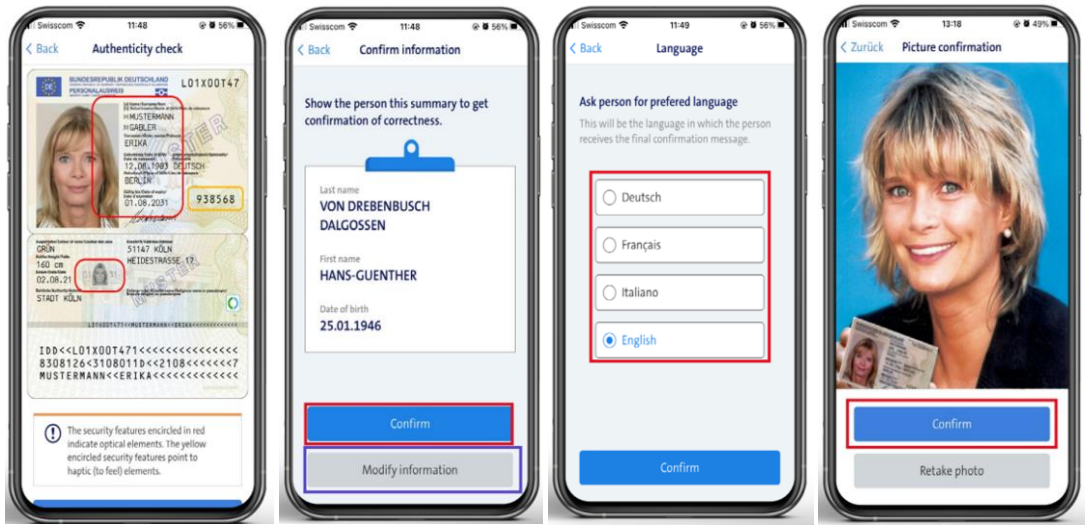 Swisscom 11:48 56%
Back Authenticity check
BUNDESREPUBLIK DEUTSCHLAND
PERSONALAUSWEIS
L01X00T47
MUSTERMANN
GABLER
ERIKA
12.08.1983 DEUTSCH
BERLIN
01.08.2031
938568
MUSTER
GRÜN
51147 KÖLN
160 cm
HEIDESTRASSE 17
02.08.21
STADT KÖLN
MUSTER
IDD<<L01X00T471<<<<<<<<<<<<<<<
8308126<3108011D<<2108<<<<<<<7
MUSTERMANN<<ERIKA<<<<<<<<<<<<<
The security features encircled in red
indicate optical elements. The yellow
encircled security features point to
haptic (to feel) elements.
Swisscom 11:48 56%
Back Confirm information
Show the person this summary to get
confirmation of correctness.
Last name
VON DREBENBUSCH
DALGOSSEN
First name
HANS-GUENTHER
Date of birth
25.01.1946
Confirm
Modify information
Swisscom 11:49 56%
Back Language
Ask person for prefered language
This will be the language in which the person
receives the final confirmation message.
Deutsch
Français
Italiano
English
Confirm
Swisscom 13:18 49%
Zurück Picture confirmation
Confirm
Retake photo